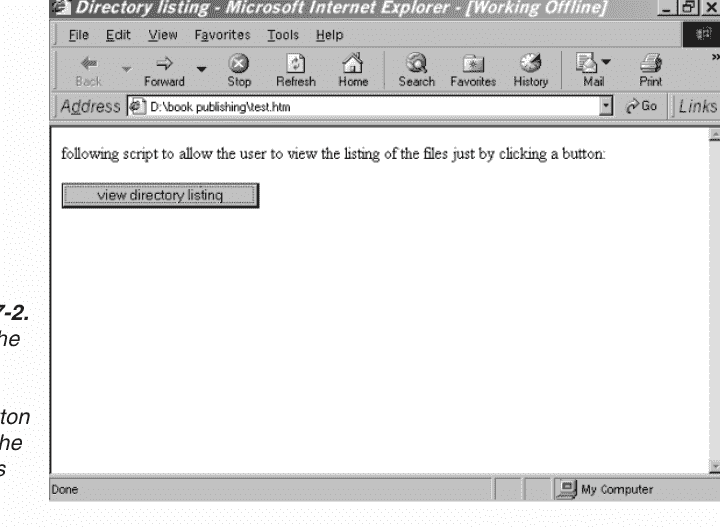 Directory listing - Microsoft Internet Explorer - [Working Offline]
File Edit View Favorites Tools Help
Back Forward Stop Refresh Home Search Favorites History Mail Print »
Address D:\book publishing\test.htm Go Links
following script to allow the user to view the listing of the files just by clicking a button:
view directory listing
7-2.
he
ton
he
s
Done My Computer